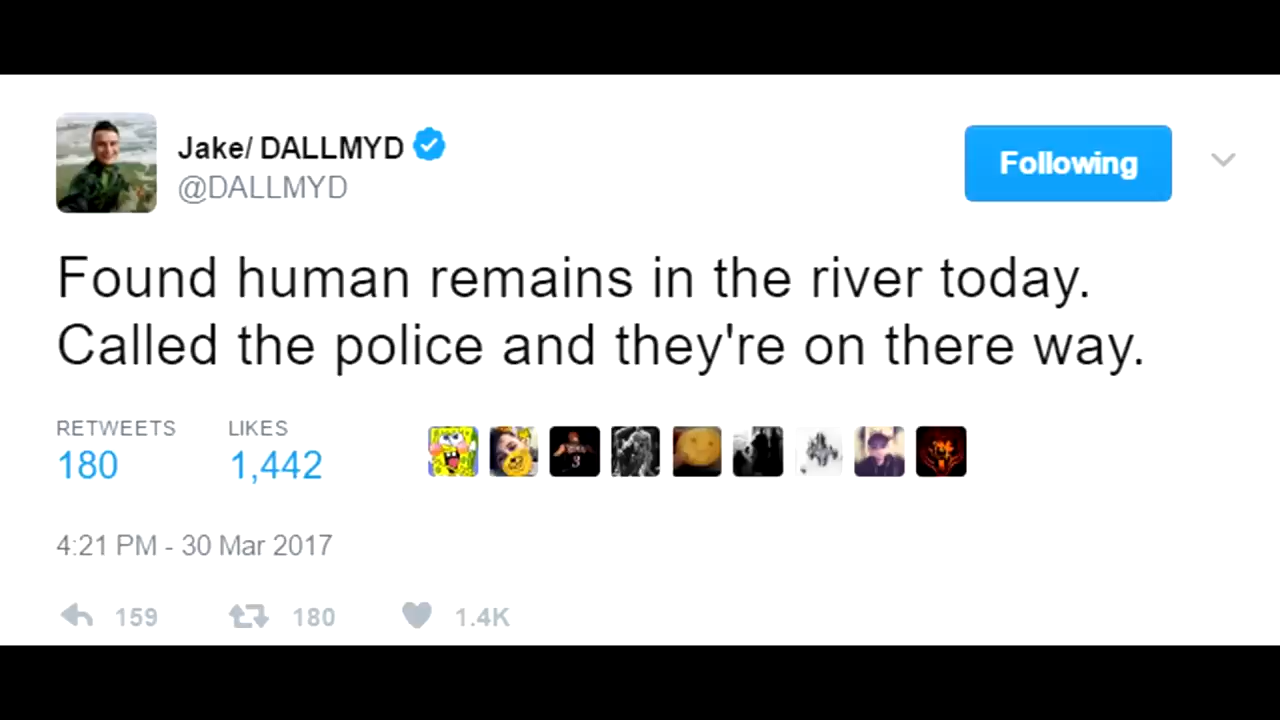 Jake/ DALLMYD
@DALLMYD
Following
Found human remains in the river today.
Called the police and they're on there way.
RETWEETS LIKES
180 1,442
4:21 PM - 30 Mar 2017
159 180 1.4K